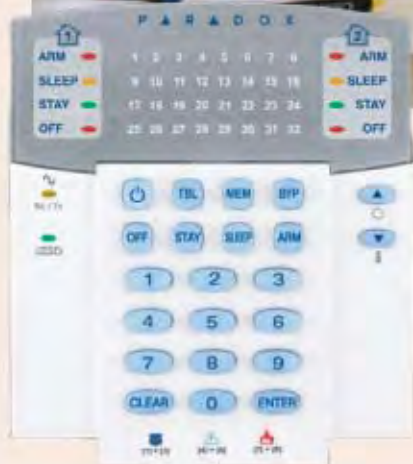 PARADOX
1 2
ARM 1 2 3 4 5 6 7 8 ARM
SLEEP 9 10 11 12 13 14 15 16 SLEEP
STAY 17 18 19 20 21 22 23 24 STAY
OFF 25 26 27 28 29 30 31 32 OFF
TBL MEM BYP
OFF STAY SLEEP ARM
1 2 3
4 5 6
7 8 9
CLEAR 0 ENTER